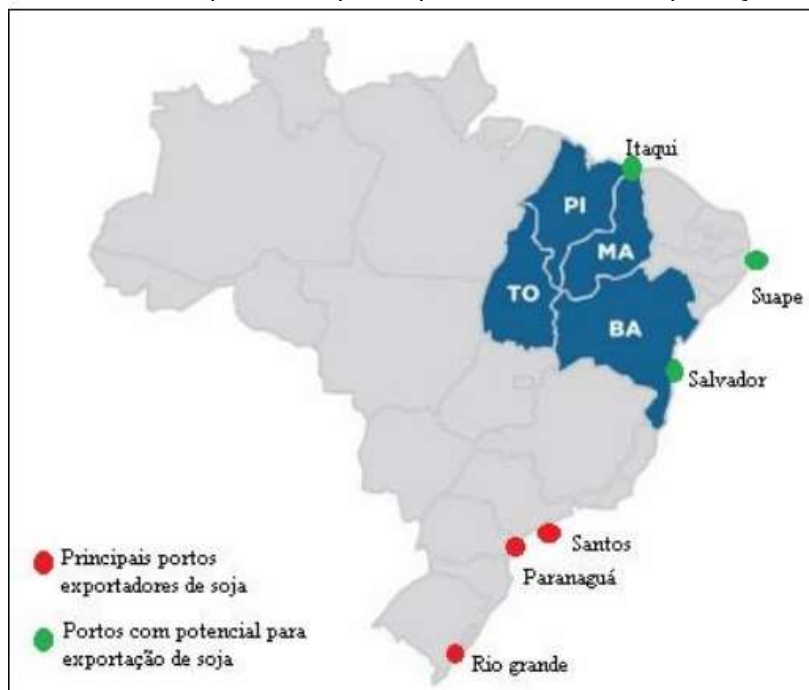 Itaqui
PI
MA
Suape
TO
BA
Salvador
Principais portos
exportadores de soja
Santos
Paranaguá
Portos com potencial para
exportação de soja
Rio grande